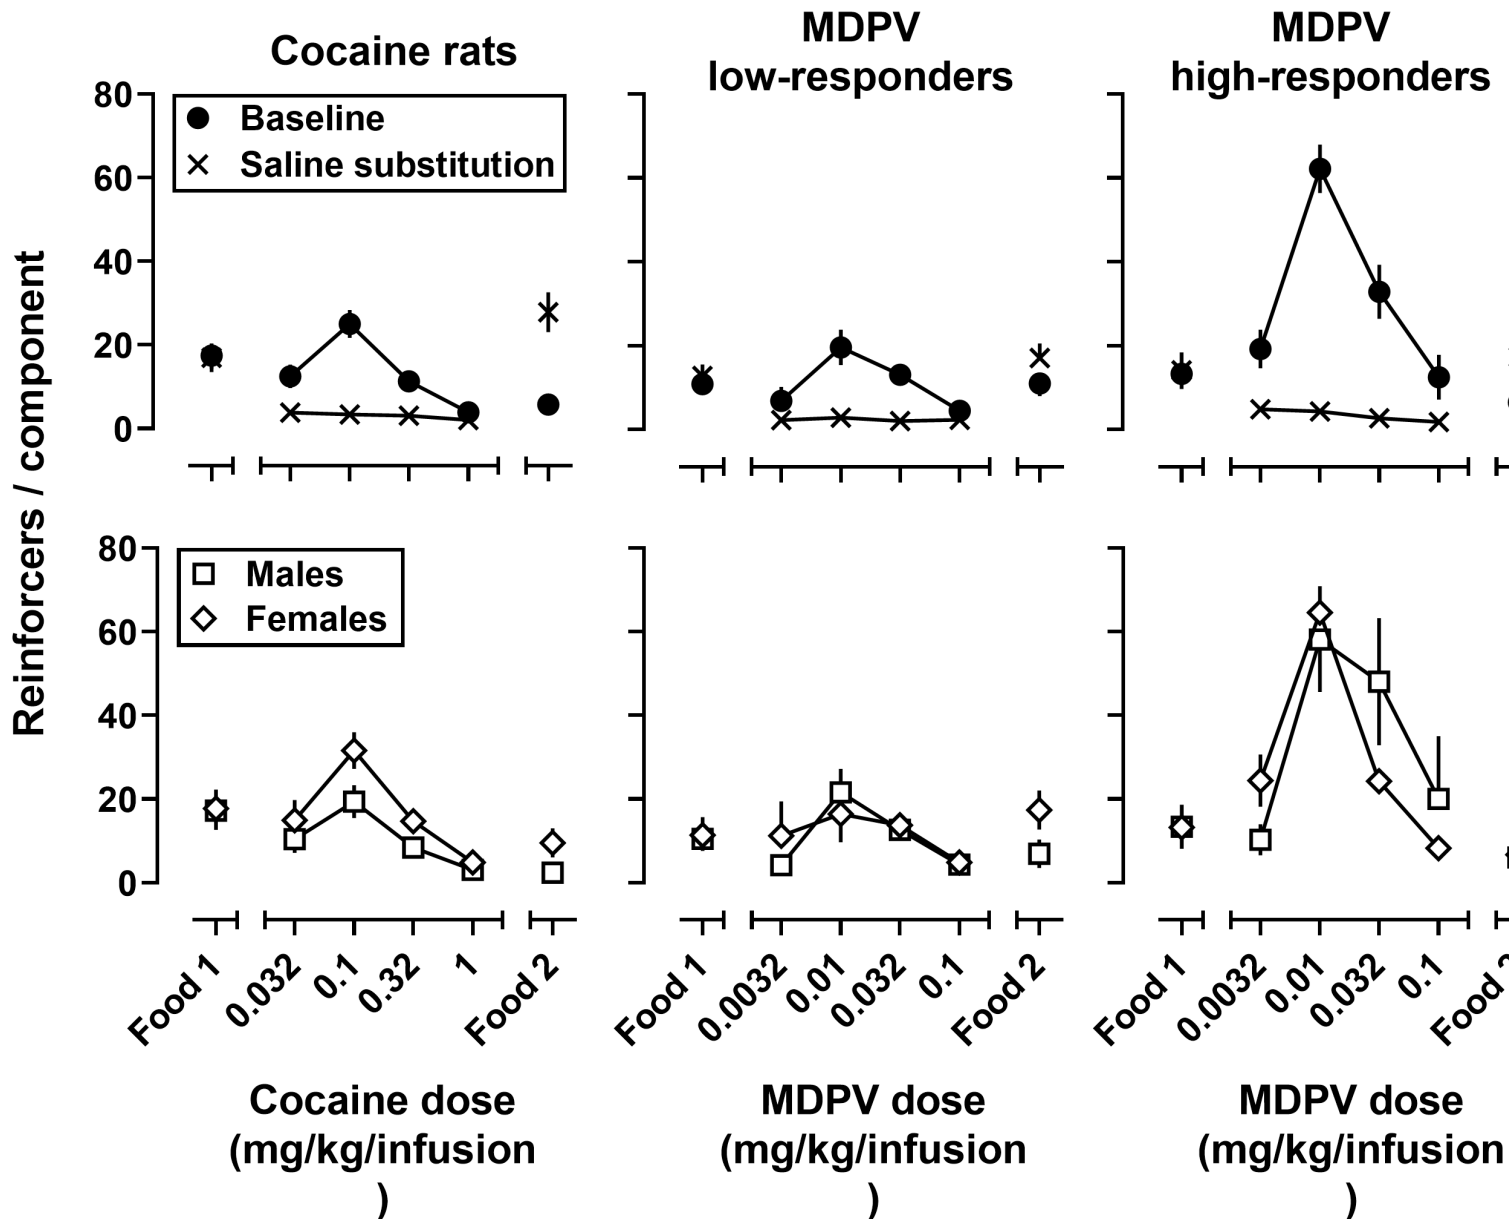 Cocaine rats
MDPV
low-responders
MDPV
high-responders
Reinforcers / component
80
60
40
20
0
Baseline
Saline substitution
80
60
40
20
0
Males
Females
Food 1
0.032
0.1
0.32
1
Food 2
Food 1
0.0032
0.01
0.032
0.1
Food 2
Food 1
0.0032
0.01
0.032
0.1
Food
Cocaine dose
(mg/kg/infusion
)
MDPV dose
(mg/kg/infusion
)
MDPV dose
(mg/kg/infusion
)